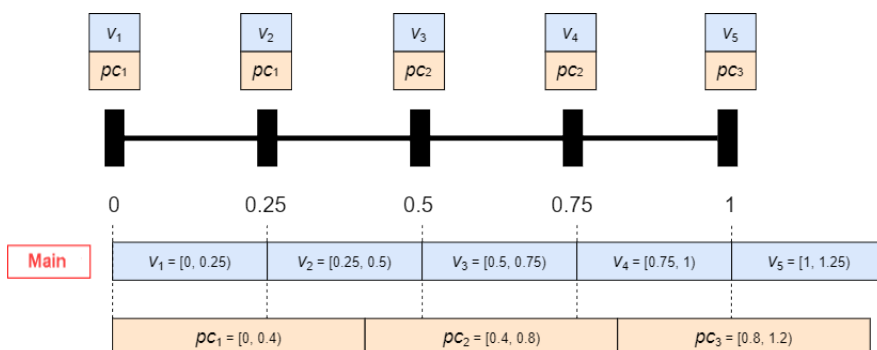 V₁ V₂ V₃ V₄ V₅
pc₁ pc₁ pc₂ pc₂ pc₃
0 0.25 0.5 0.75 1
Main V₁ = [0, 0.25) V₂ = [0.25, 0.5) V₃ = [0.5, 0.75) V₄ = [0.75, 1) V₅ = [1, 1.25)
pc₁ = [0, 0.4) pc₂ = [0.4, 0.8) pc₃ = [0.8, 1.2)